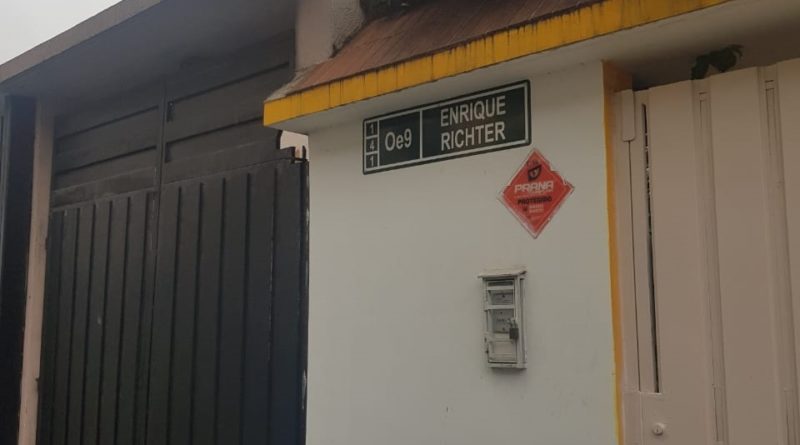 1
4
1
Oe9
ENRIQUE
RICHTER
PRANA
PROTEGIDO